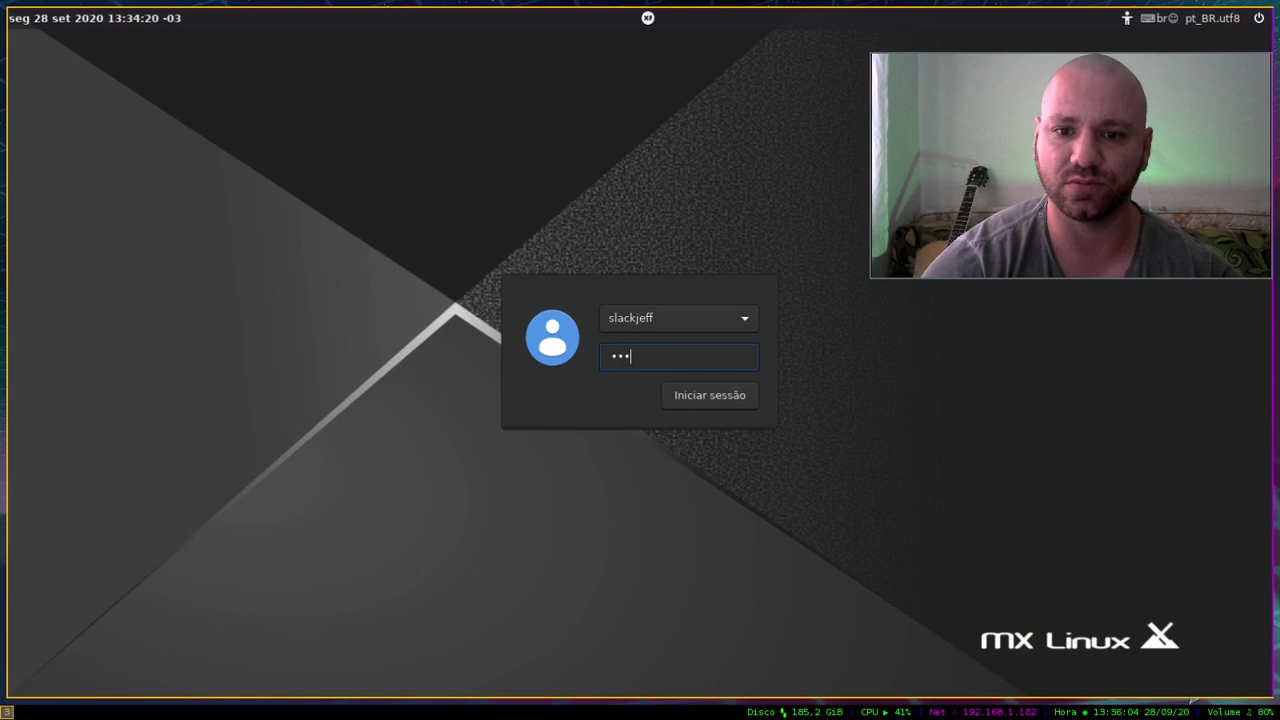 seg 28 set 2020 13:34:20 -03
br pt_BR.utf8
slackjeff
Iniciar sessão
MX Linux
3 Disco 185,2 GiB | CPU ▶ 41% | Net 192.168.1.102 | Hora ◉ 13:36:04 28/09/20 | Volume ♫ 80%